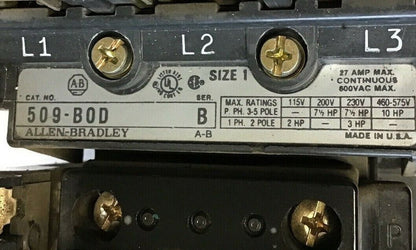 L1 L2 L3
AB
UL
SIZE 1
27 AMP MAX.
CONTINUOUS
600VAC MAX.
CAT. NO. SER.
509-BOD B
ALLEN-BRADLEY A-B
MAX. RATINGS 115V 200V 230V 460-575V
P. PH. 3-5 POLE — 7½ HP 7½ HP 10 HP
1 PH. 2 POLE 2 HP — 3 HP —
MADE IN U.S.A.
P